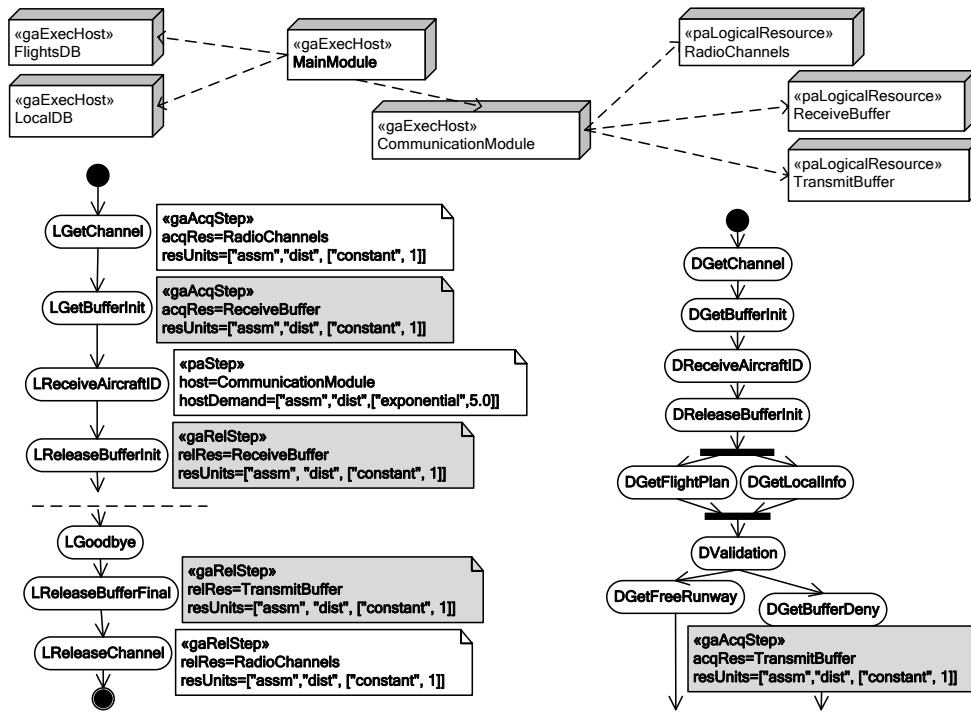 «gaExecHost»
FlightsDB
«gaExecHost»
LocalDB
«gaExecHost»
MainModule
«gaExecHost»
CommunicationModule
«paLogicalResource»
RadioChannels
«paLogicalResource»
ReceiveBuffer
«paLogicalResource»
TransmitBuffer
LGetChannel
«gaAcqStep»
acqRes=RadioChannels
resUnits=["assm","dist", ["constant", 1]]
LGetBufferInit
«gaAcqStep»
acqRes=ReceiveBuffer
resUnits=["assm","dist", ["constant", 1]]
LReceiveAircraftID
«paStep»
host=CommunicationModule
hostDemand=["assm","dist",["exponential",5.0]]
LReleaseBufferInit
«gaRelStep»
relRes=ReceiveBuffer
resUnits=["assm", "dist", ["constant", 1]]
LGoodbye
LReleaseBufferFinal
«gaRelStep»
relRes=TransmitBuffer
resUnits=["assm", "dist", ["constant", 1]]
LReleaseChannel
«gaRelStep»
relRes=RadioChannels
resUnits=["assm","dist", ["constant", 1]]
DGetChannel
DGetBufferInit
DReceiveAircraftID
DReleaseBufferInit
DGetFlightPlan
DGetLocalInfo
DValidation
DGetFreeRunway
DGetBufferDeny
«gaAcqStep»
acqRes=TransmitBuffer
resUnits=["assm","dist", ["constant", 1]]